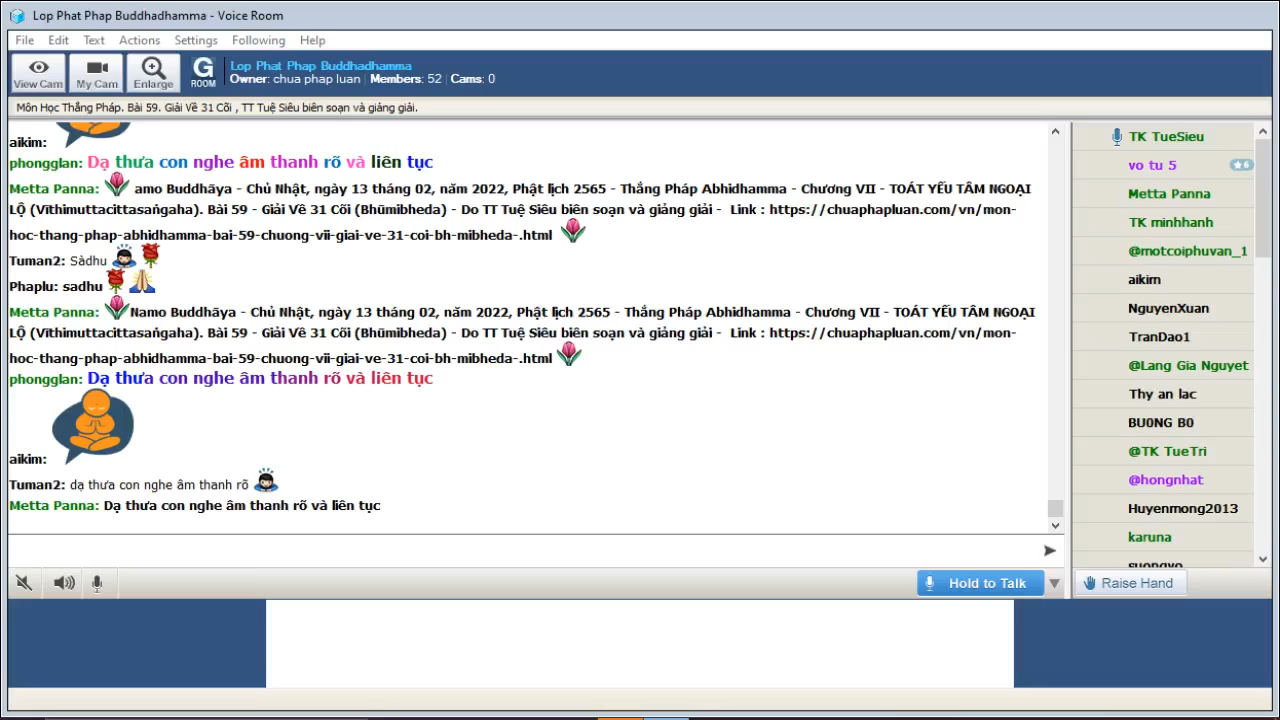 Lop Phat Phap Buddhadhamma - Voice Room
File Edit Text Actions Settings Following Help
View Cam My Cam Enlarge G ROOM
Lop Phat Phap Buddhadhamma
Owner: chua phap luan | Members: 52 | Cams: 0
Môn Học Thắng Pháp. Bài 59. Giải Về 31 Cõi , TT Tuệ Siêu biên soạn và giảng giải.
aikim:
phongglan: Dạ thưa con nghe âm thanh rõ và liên tục
Metta Panna: amo Buddhāya - Chủ Nhật, ngày 13 tháng 02, năm 2022, Phật lịch 2565 - Thắng Pháp Abhidhamma - Chương VII - TOÁT YẾU TÂM NGOẠI
LỘ (Vīthimuttacittasaṅgaha). Bài 59 - Giải Về 31 Cõi (Bhūmibheda) - Do TT Tuệ Siêu biên soạn và giảng giải - Link : https://chuaphapluan.com/vn/mon-
hoc-thang-phap-abhidhamma-bai-59-chuong-vii-giai-ve-31-coi-bh-mibheda-.html
Tuman2: Sàdhu
Phaplu: sadhu
Metta Panna: Namo Buddhāya - Chủ Nhật, ngày 13 tháng 02, năm 2022, Phật lịch 2565 - Thắng Pháp Abhidhamma - Chương VII - TOÁT YẾU TÂM NGOẠI
LỘ (Vīthimuttacittasaṅgaha). Bài 59 - Giải Về 31 Cõi (Bhūmibheda) - Do TT Tuệ Siêu biên soạn và giảng giải - Link : https://chuaphapluan.com/vn/mon-
hoc-thang-phap-abhidhamma-bai-59-chuong-vii-giai-ve-31-coi-bh-mibheda-.html
phongglan: Dạ thưa con nghe âm thanh rõ và liên tục
aikim:
Tuman2: dạ thưa con nghe âm thanh rõ
Metta Panna: Dạ thưa con nghe âm thanh rõ và liên tục
Hold to Talk
TK TueSieu
vo tu 5 ★6
Metta Panna
TK minhhanh
@motcoiphuvan_1
aikim
NguyenXuan
TranDao1
@Lang Gia Nguyet
Thy an lac
BU0NG B0
@TK TueTri
@hongnhat
Huyenmong2013
karuna
Raise Hand